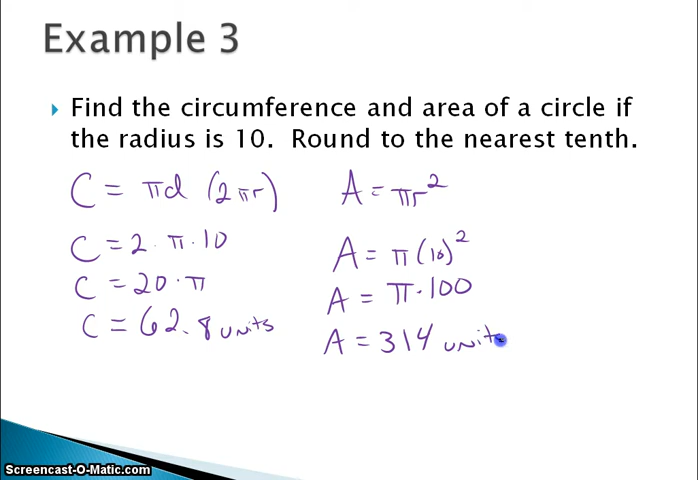 Example 3
Find the circumference and area of a circle if
the radius is 10. Round to the nearest tenth.
C = πd (2πr)
A = πr²
C = 2 · π · 10
A = π(10)²
C = 20 · π
A = π · 100
C = 62.8 units
A = 314 units
Screencast-O-Matic.com